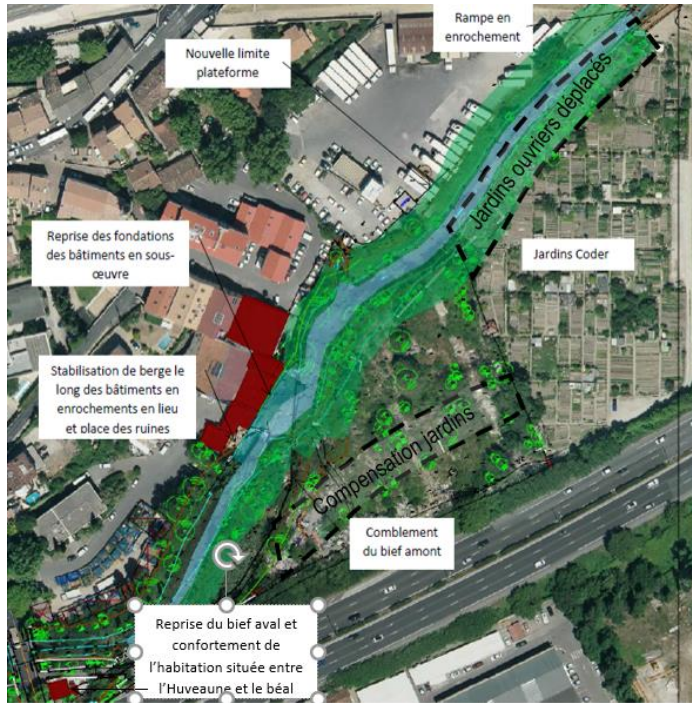 Rampe en
enrochement
Nouvelle limite
plateforme
Jardins ouvriers déplacés
Reprise des fondations
des bâtiments en sous-
œuvre
Jardins Coder
Stabilisation de berge le
long des bâtiments en
enrochements en lieu
et place des ruines
Compensation jardins
Comblement
du bief amont
Reprise du bief aval et
confortement de
l'habitation située entre
l'Huveaune et le béal